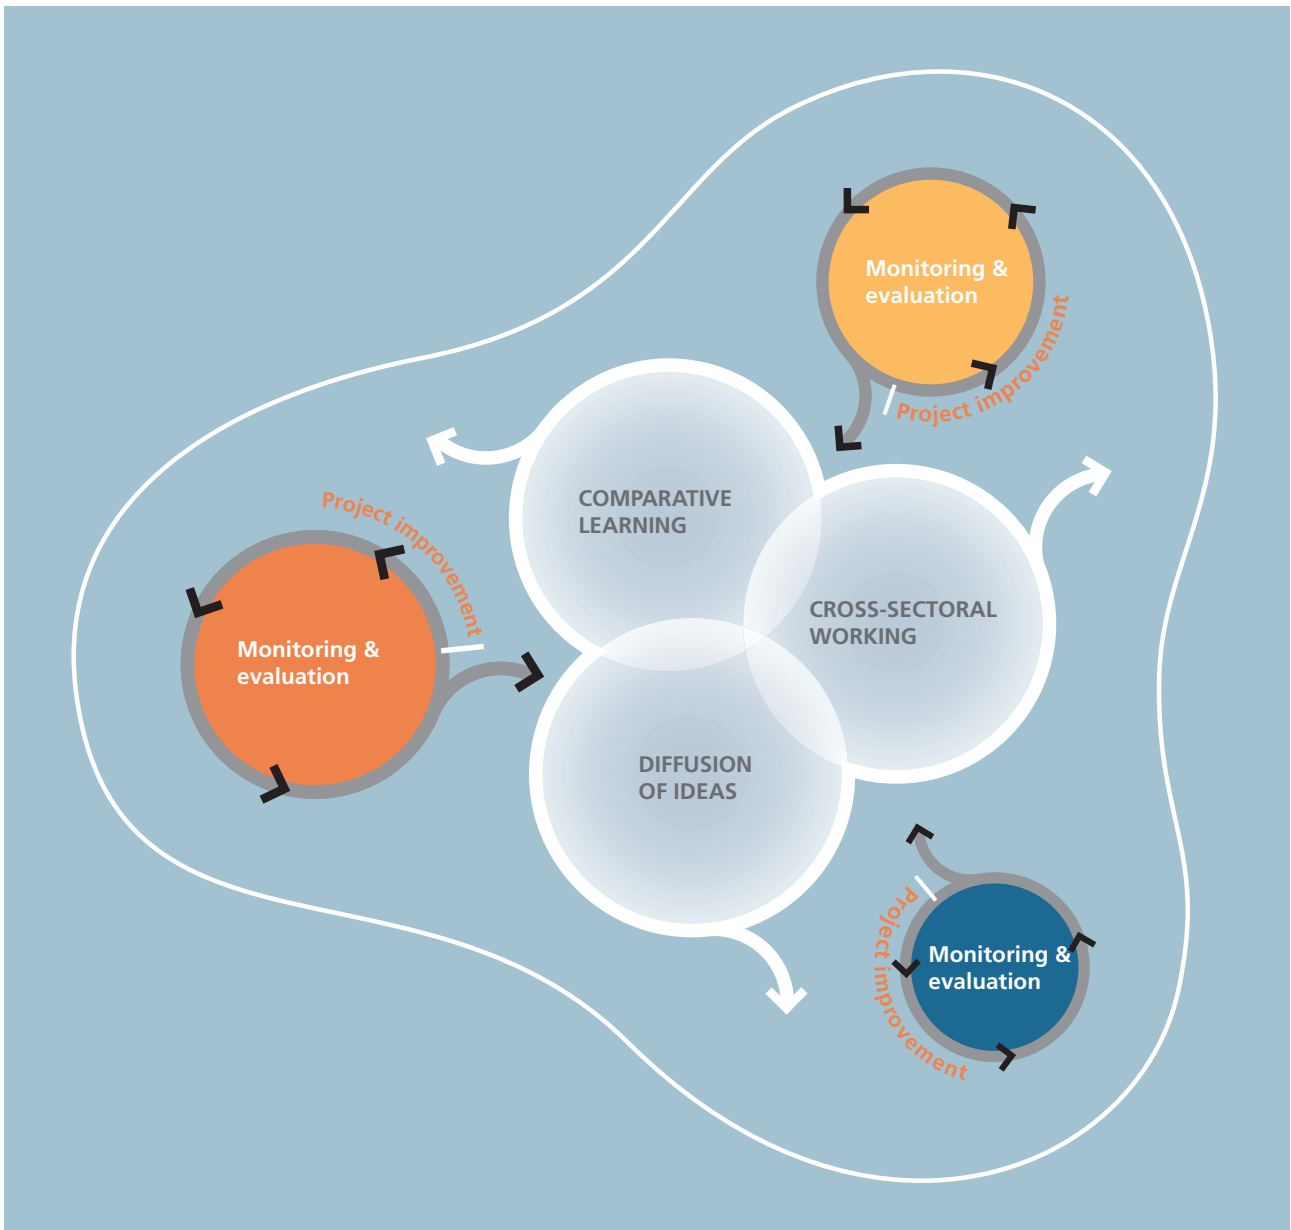 Monitoring &
evaluation
Project improvement
COMPARATIVE
LEARNING
Project improvement
CROSS-SECTORAL
WORKING
Monitoring &
evaluation
DIFFUSION
OF IDEAS
Project improvement
Monitoring &
evaluation